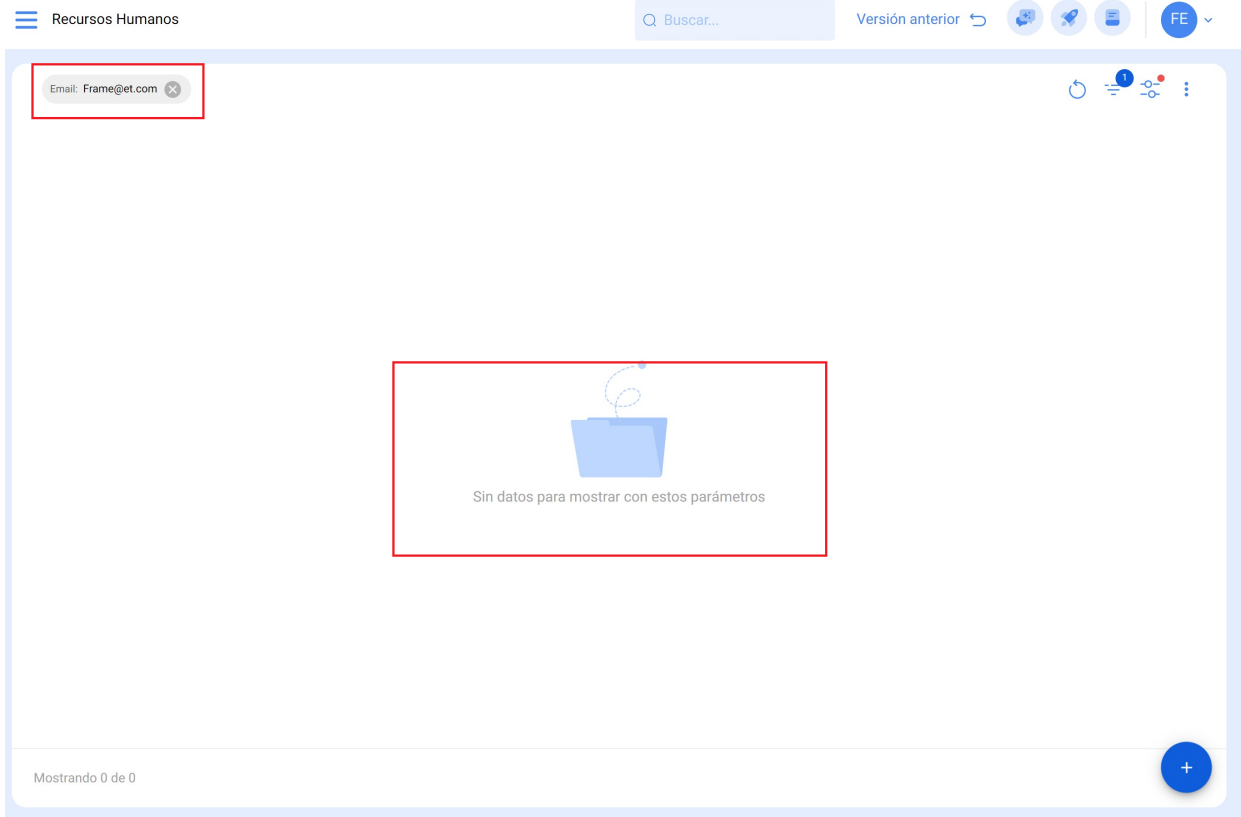 Recursos Humanos
Buscar...
Versión anterior
FE
Email: Frame@et.com
1
Sin datos para mostrar con estos parámetros
Mostrando 0 de 0
+